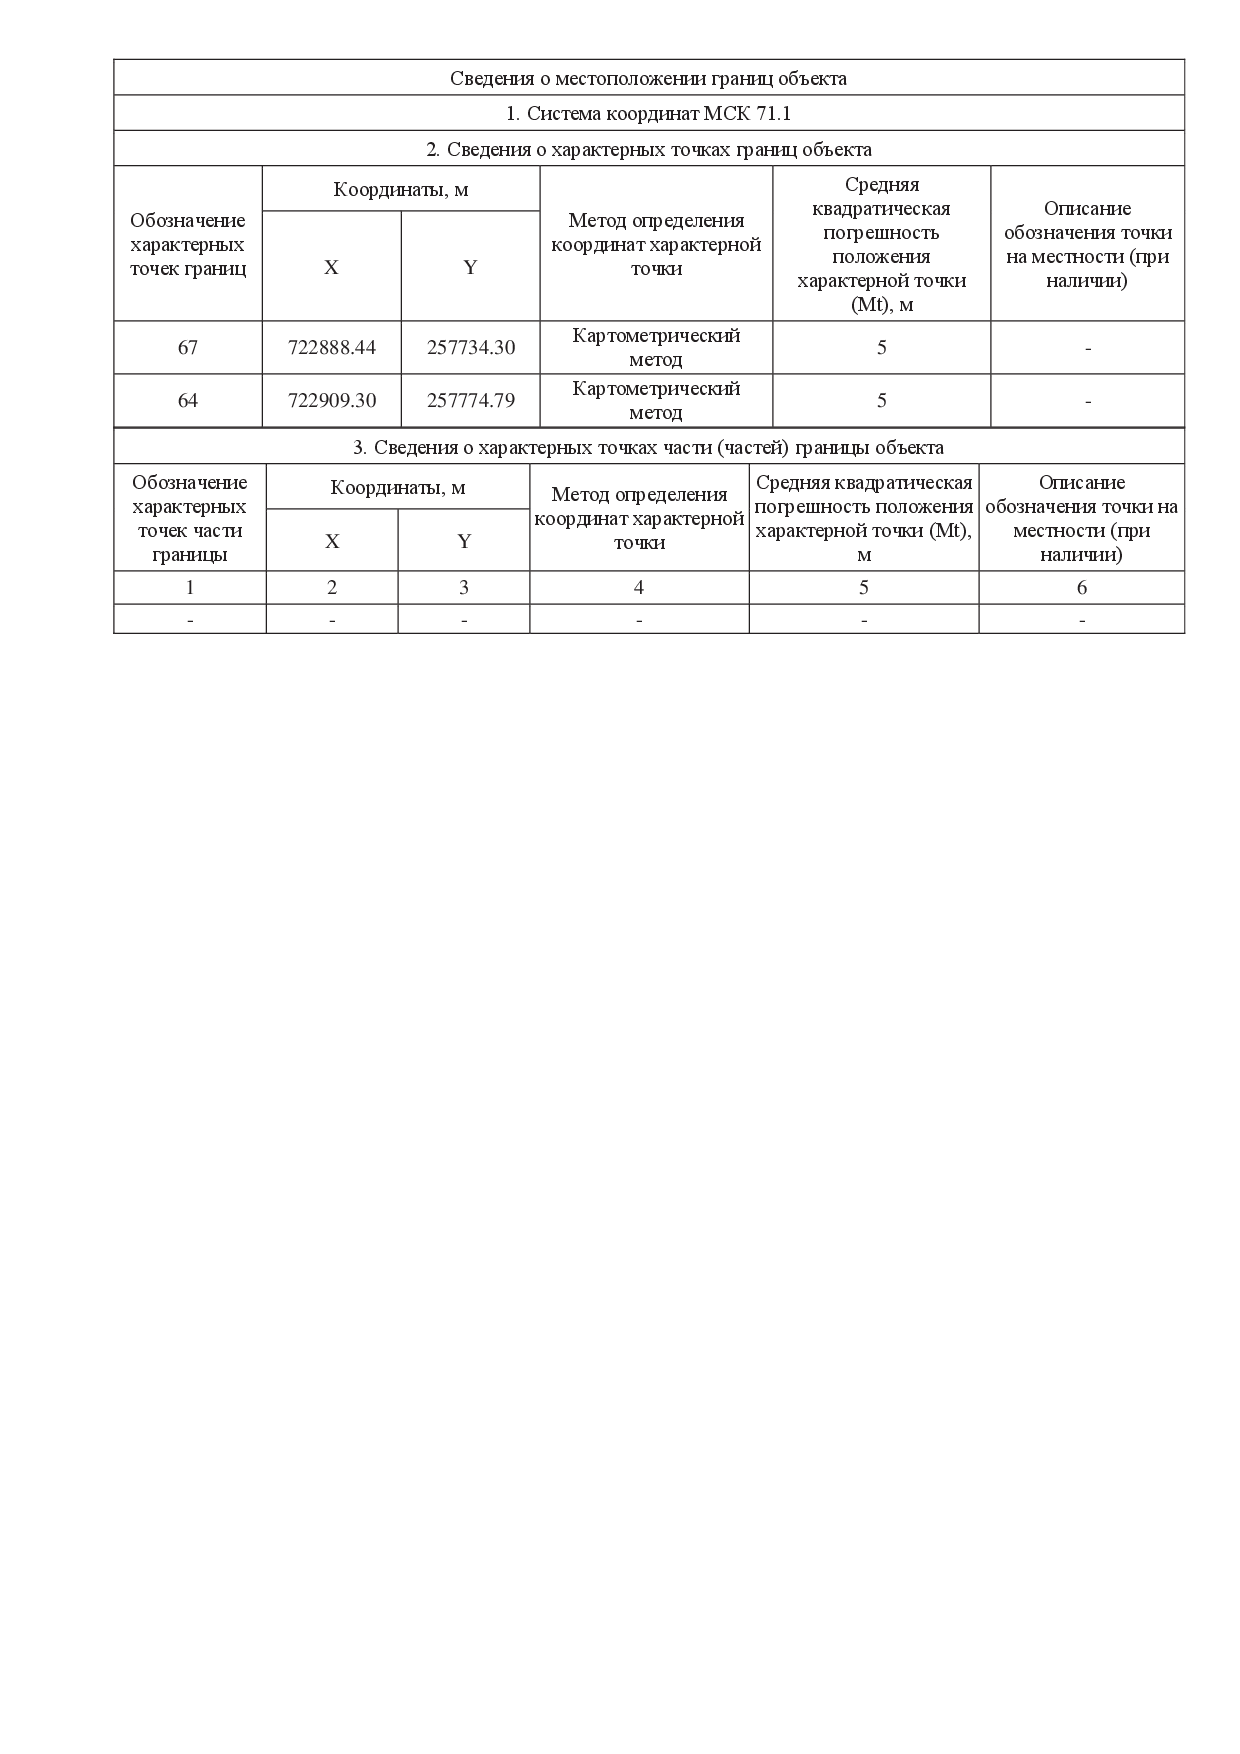 Сведения о местоположении границ объекта
1. Система координат МСК 71.1
2. Сведения о характерных точках границ объекта
Обозначение
характерных
точек границ
Координаты, м
X
Y
Метод определения
координат характерной
точки
Средняя
квадратическая
погрешность
положения
характерной точки
(Mt), м
Описание
обозначения точки
на местности (при
наличии)
67
722888.44
257734.30
Картометрический
метод
5
-
64
722909.30
257774.79
Картометрический
метод
5
-
3. Сведения о характерных точках части (частей) границы объекта
Обозначение
характерных
точек части
границы
Координаты, м
X
Y
Метод определения
координат характерной
точки
Средняя квадратическая
погрешность положения
характерной точки (Mt),
м
Описание
обозначения точки на
местности (при
наличии)
1
2
3
4
5
6
-
-
-
-
-
-